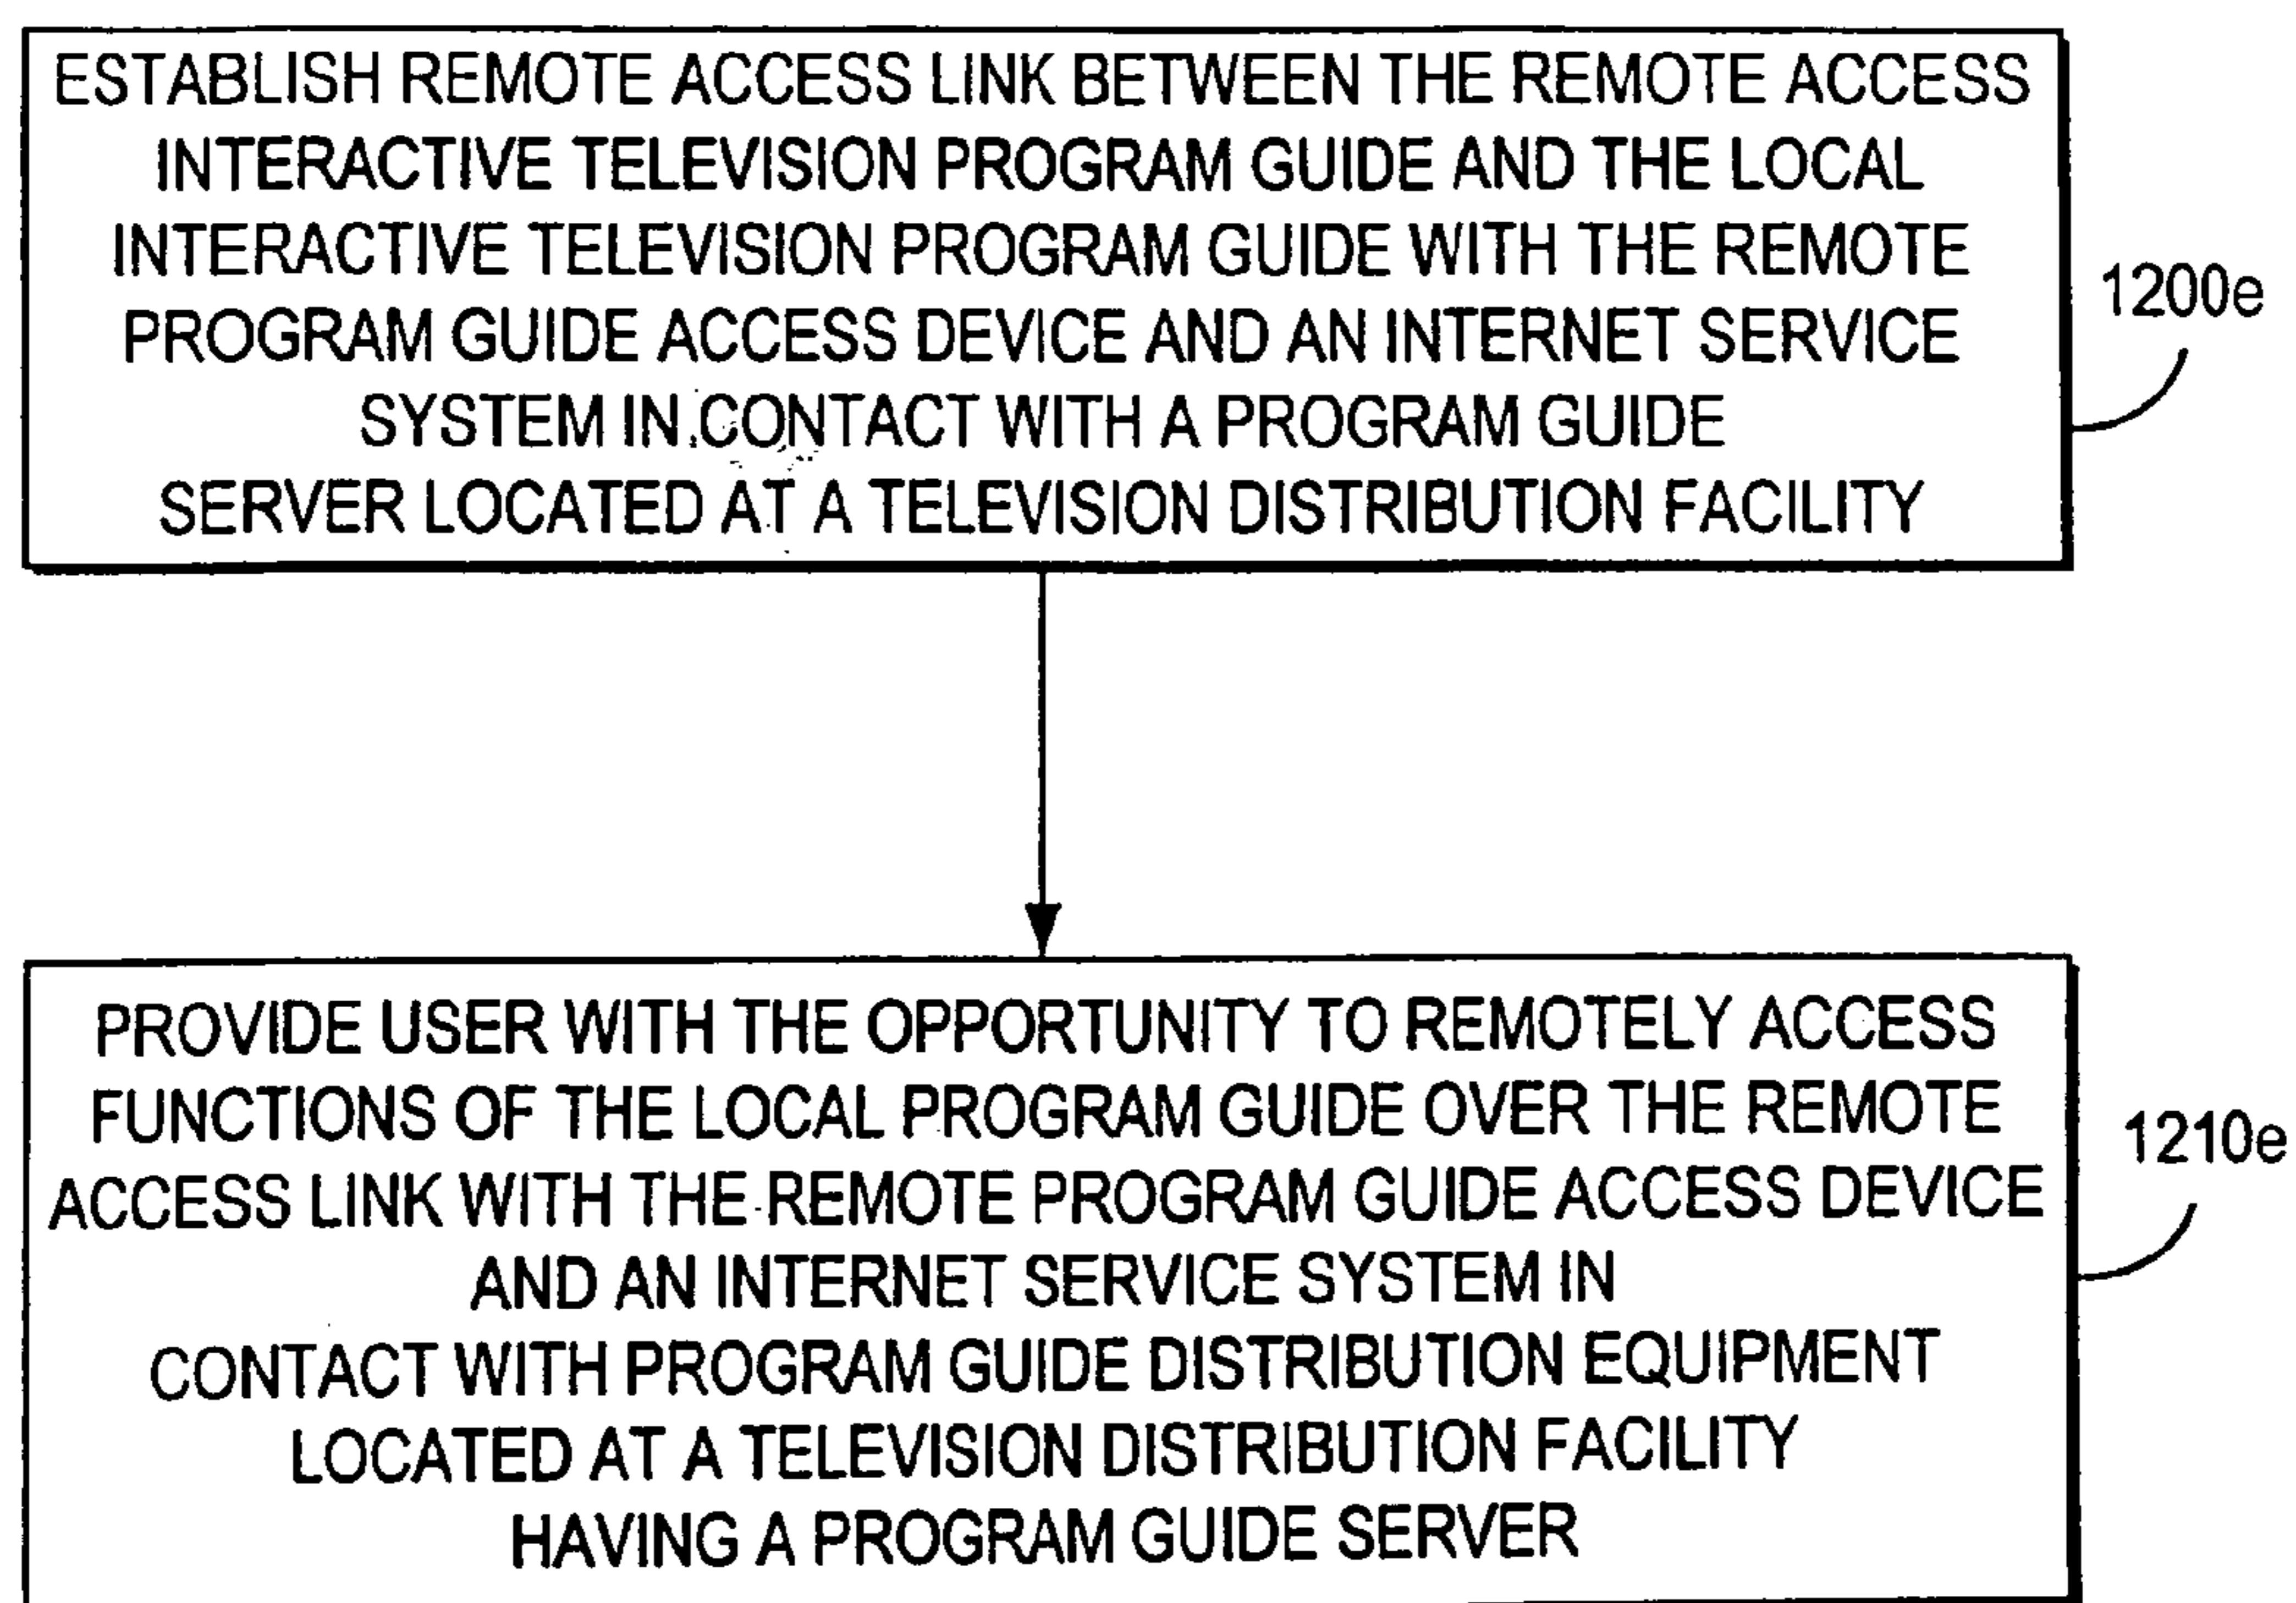 ESTABLISH REMOTE ACCESS LINK BETWEEN THE REMOTE ACCESS
INTERACTIVE TELEVISION PROGRAM GUIDE AND THE LOCAL
INTERACTIVE TELEVISION PROGRAM GUIDE WITH THE REMOTE
PROGRAM GUIDE ACCESS DEVICE AND AN INTERNET SERVICE
SYSTEM IN CONTACT WITH A PROGRAM GUIDE
SERVER LOCATED AT A TELEVISION DISTRIBUTION FACILITY
1200e
PROVIDE USER WITH THE OPPORTUNITY TO REMOTELY ACCESS
FUNCTIONS OF THE LOCAL PROGRAM GUIDE OVER THE REMOTE
ACCESS LINK WITH THE REMOTE PROGRAM GUIDE ACCESS DEVICE
AND AN INTERNET SERVICE SYSTEM IN
CONTACT WITH PROGRAM GUIDE DISTRIBUTION EQUIPMENT
LOCATED AT A TELEVISION DISTRIBUTION FACILITY
HAVING A PROGRAM GUIDE SERVER
1210e